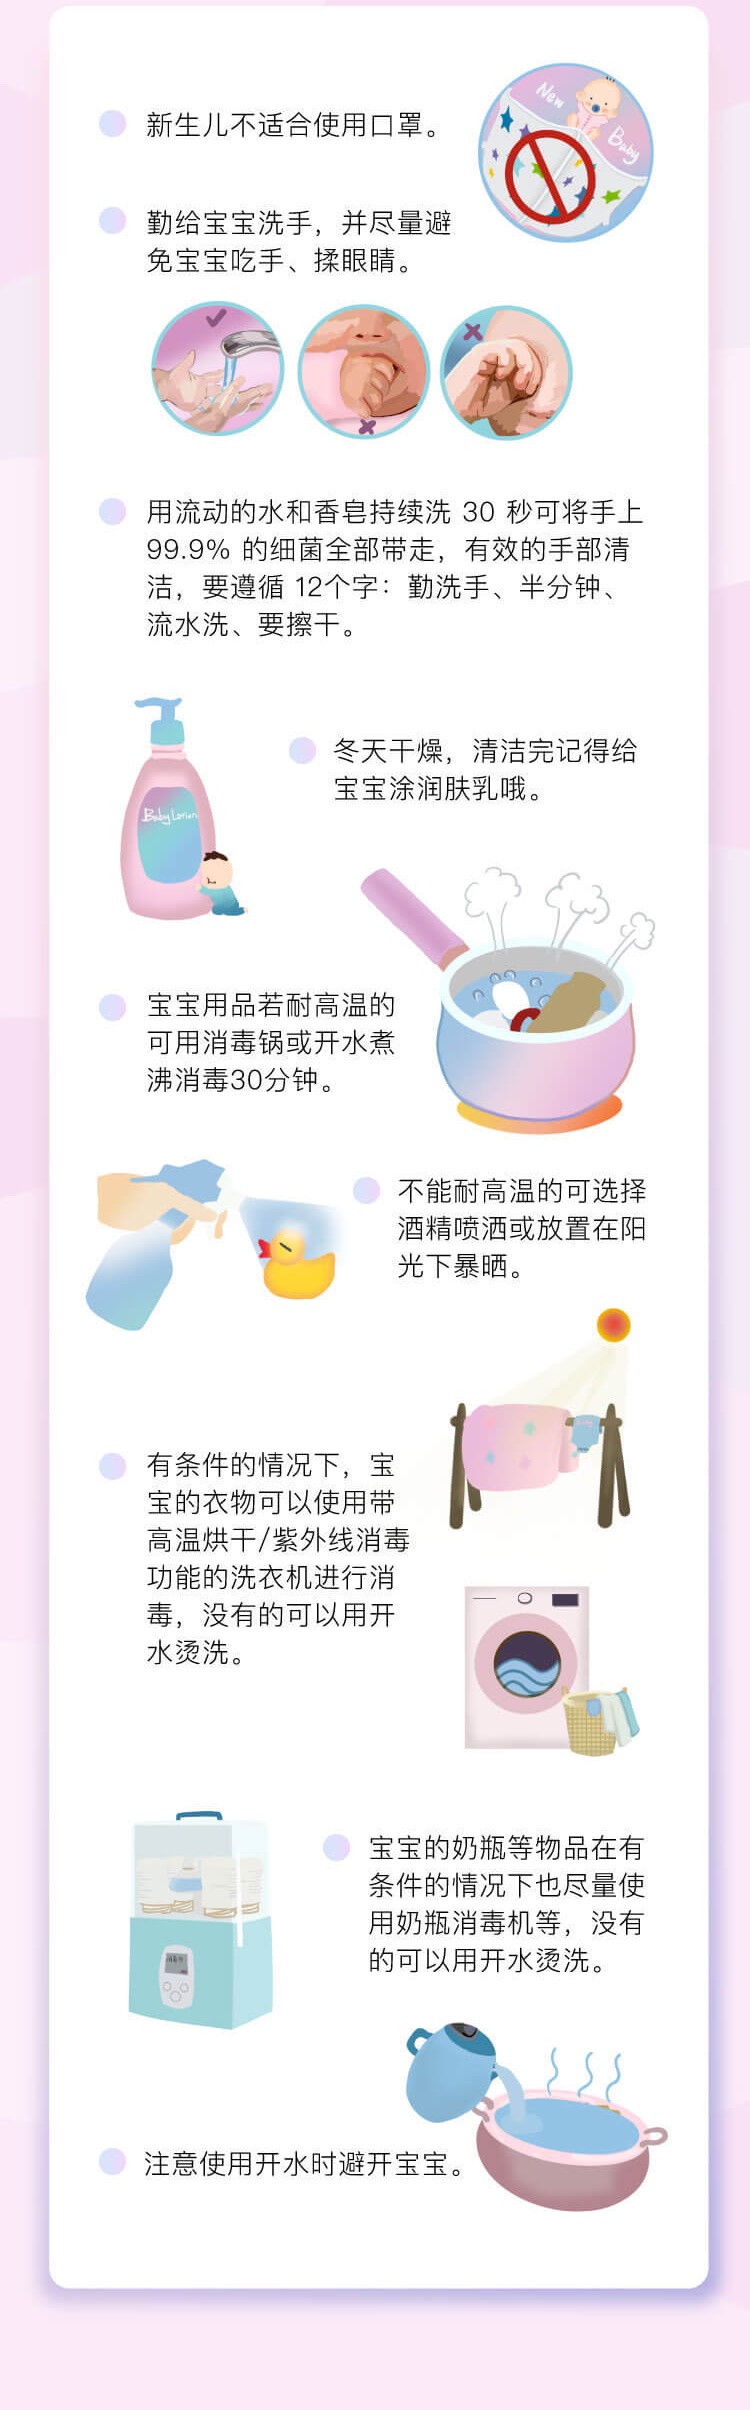 New
Baby
新生儿不适合使用口罩。
勤给宝宝洗手，并尽量避
免宝宝吃手、揉眼睛。
用流动的水和香皂持续洗 30 秒可将手上
99.9% 的细菌全部带走，有效的手部清
洁，要遵循 12个字：勤洗手、半分钟、
流水洗、要擦干。
冬天干燥，清洁完记得给
宝宝涂润肤乳哦。
Baby Lotion
宝宝用品若耐高温的
可用消毒锅或开水煮
沸消毒30分钟。
不能耐高温的可选择
酒精喷洒或放置在阳
光下暴晒。
有条件的情况下，宝
宝的衣物可以使用带
高温烘干/紫外线消毒
功能的洗衣机进行消
毒，没有的可以用开
水烫洗。
宝宝的奶瓶等物品在有
条件的情况下也尽量使
用奶瓶消毒机等，没有
的可以用开水烫洗。
注意使用开水时避开宝宝。